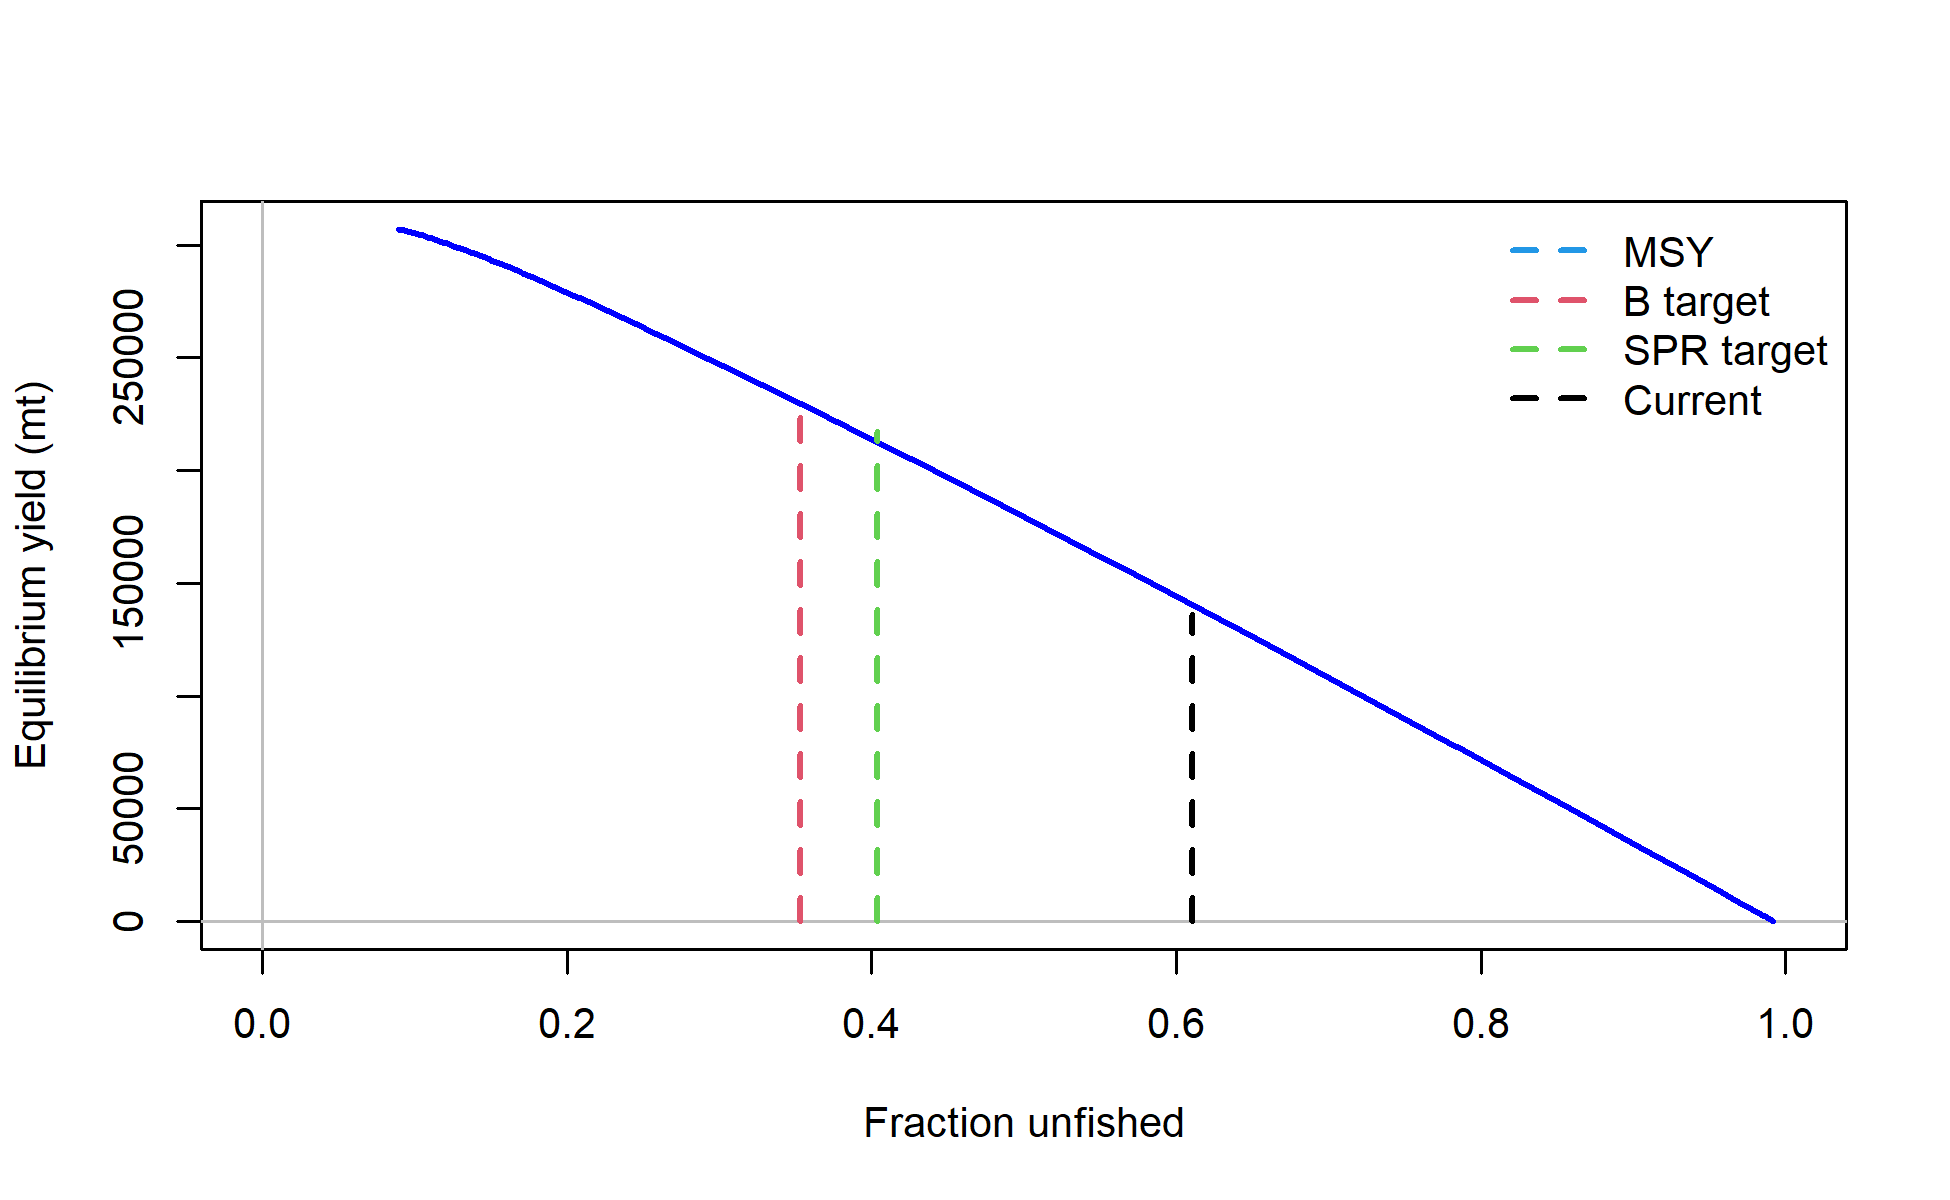 MSY
B target
SPR target
Current
Equilibrium yield (mt)
250000
150000
50000
0
0.0 0.2 0.4 0.6 0.8 1.0
Fraction unfished